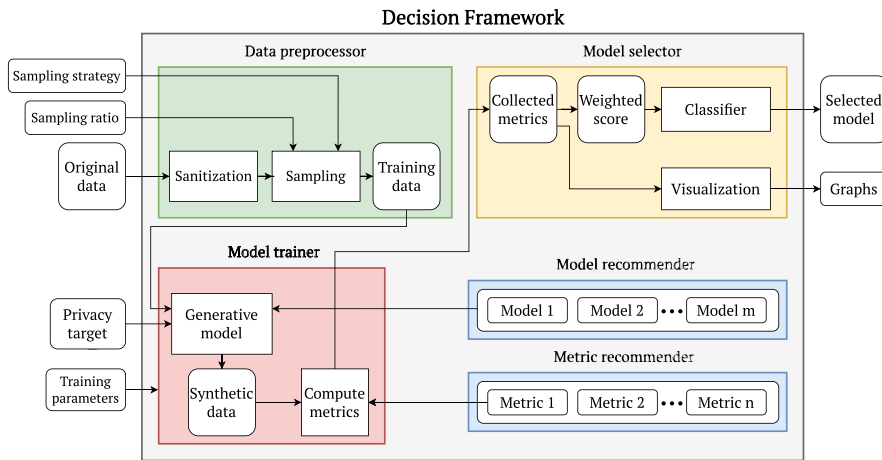 Decision Framework
Data preprocessor
Model selector
Sampling strategy
Sampling ratio
Original
data
Sanitization
Sampling
Training
data
Collected
metrics
Weighted
score
Classifier
Selected
model
Visualization
Graphs
Model trainer
Privacy
target
Training
parameters
Generative
model
Synthetic
data
Compute
metrics
Model recommender
Model 1
Model 2
•••
Model m
Metric recommender
Metric 1
Metric 2
•••
Metric n